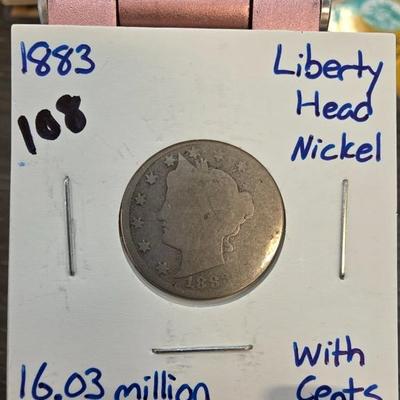 1883
108
Liberty
Head
Nickel
1883
16.03 million
With
Cents